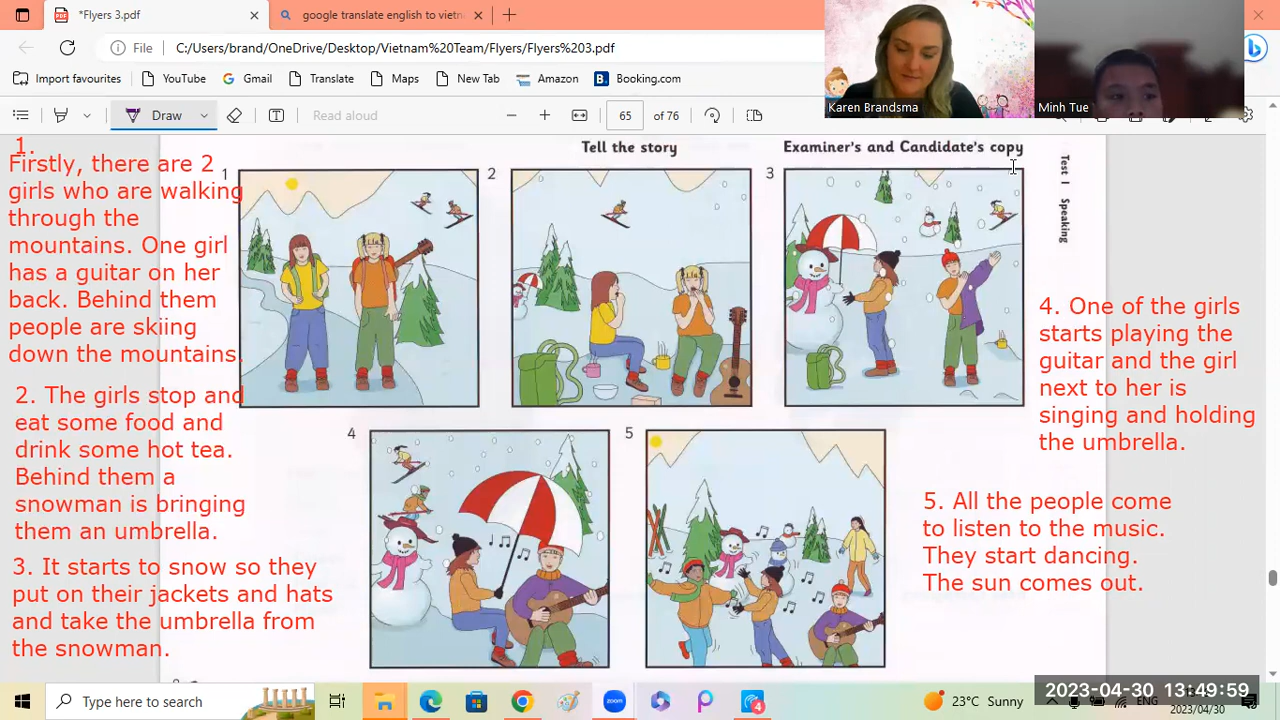 *Flyers 3.pdf
google translate english to vietn
File
C:/Users/brand/OneDrive/Desktop/Vietnam%20Team/Flyers/Flyers%203.pdf
Import favourites
YouTube
Gmail
Translate
Maps
New Tab
Amazon
B.
Booking.com
Draw
Read aloud
65
of 76
Karen Brandsma
Minh Tue
Tell the story
Examiner's and Candidate's copy
Test 1 Speaking
1.
Firstly, there are 2
girls who are walking
through the
mountains. One girl
has a guitar on her
back. Behind them
people are skiing
down the mountains.
2. The girls stop and
eat some food and
drink some hot tea.
Behind them a
snowman is bringing
them an umbrella.
3. It starts to snow so they
put on their jackets and hats
and take the umbrella from
the snowman.
1
2
3
4
5
4. One of the girls
starts playing the
guitar and the girl
next to her is
singing and holding
the umbrella.
5. All the people come
to listen to the music.
They start dancing.
The sun comes out.
Type here to search
zoom
4
23°C Sunny
ENG
2023-04-30 13:49:59
2023/04/30